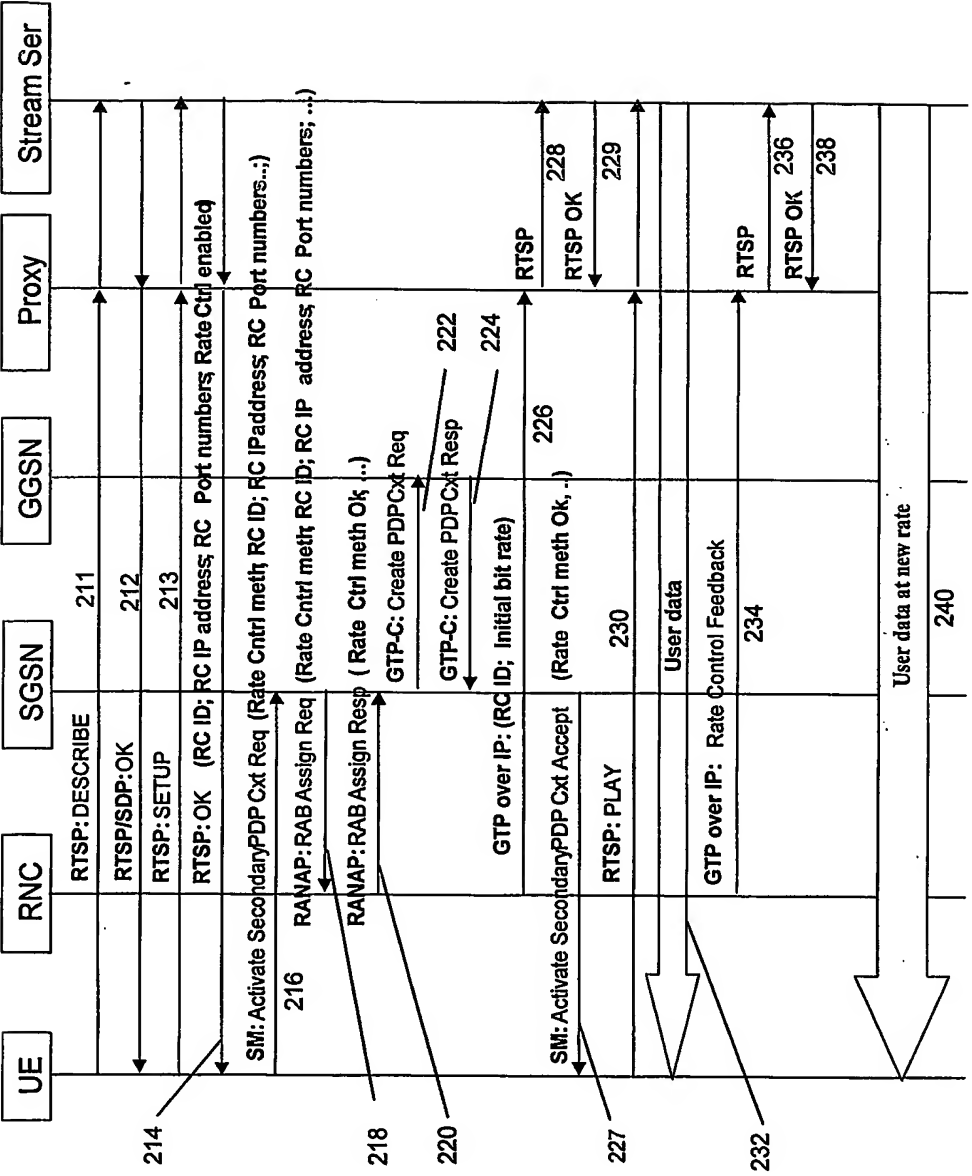 UE
RNC
SGSN
GGSN
Proxy
Stream Ser
RTSP: DESCRIBE
211
RTSP/SDP:OK
212
RTSP: SETUP
213
RTSP: OK (RC ID; RC IP address; RC Port numbers; Rate Ctrl enabled)
214
SM: Activate SecondaryPDP Cxt Req (Rate Cntrl meth; RC ID; RC IPaddress; RC Port numbers..;)
216
RANAP: RAB Assign Req (Rate Cntrl meth; RC ID; RC IP address; RC Port numbers; ...)
218
RANAP: RAB Assign Resp ( Rate Ctrl meth Ok, ...)
220
GTP-C: Create PDPCxt Req
222
GTP-C: Create PDPCxt Resp
224
GTP over IP: (RC ID; Initial bit rate)
226
RTSP
228
RTSP OK
229
SM: Activate SecondaryPDP Cxt Accept (Rate Ctrl meth Ok, ..)
227
RTSP: PLAY
230
User data
232
GTP over IP: Rate Control Feedback
234
RTSP
236
RTSP OK
238
User data at new rate
240